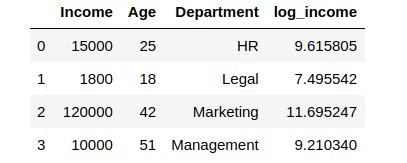 Income Age Department log_income
0 15000 25 HR 9.615805
1 1800 18 Legal 7.495542
2 120000 42 Marketing 11.695247
3 10000 51 Management 9.210340